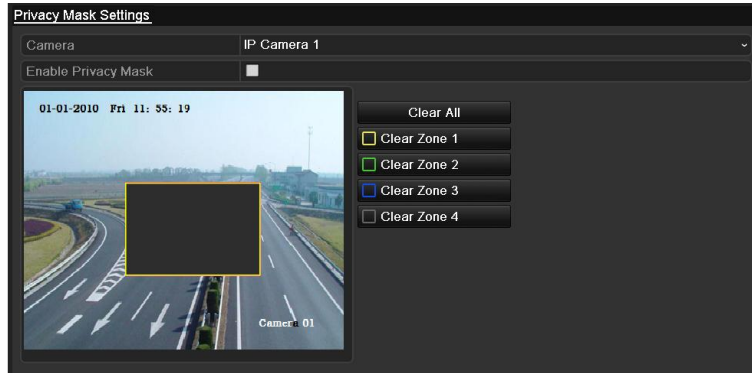 Privacy Mask Settings
Camera
IP Camera 1
Enable Privacy Mask
01-01-2010 Fri 11: 55: 19
Clear All
Clear Zone 1
Clear Zone 2
Clear Zone 3
Clear Zone 4
Camera 01